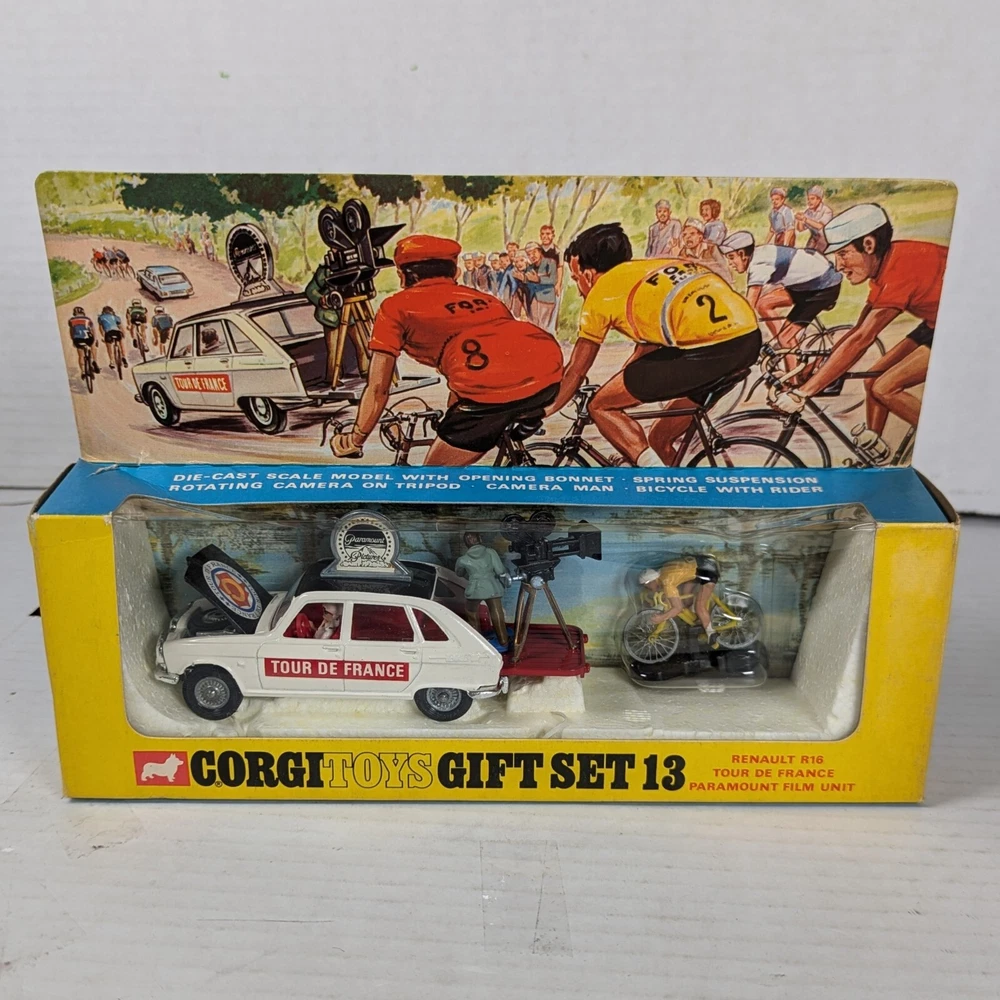 TOUR DE FRANCE
8
2
DIE-CAST SCALE MODEL WITH OPENING BONNET · SPRING SUSPENSION
ROTATING CAMERA ON TRIPOD · CAMERA MAN · BICYCLE WITH RIDER
Paramount
Pictures
TOUR DE FRANCE
CORGI TOYS GIFT SET 13
RENAULT R16
TOUR DE FRANCE
PARAMOUNT FILM UNIT